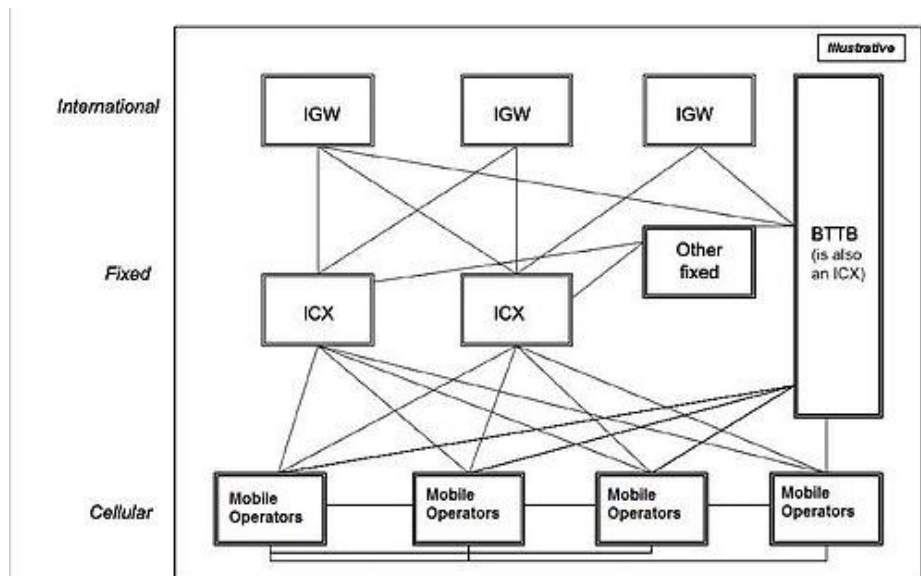 Illustrative
International
IGW
IGW
IGW
BTTB
(is also
an ICX)
Fixed
Other
fixed
ICX
ICX
Cellular
Mobile
Operators
Mobile
Operators
Mobile
Operators
Mobile
Operators